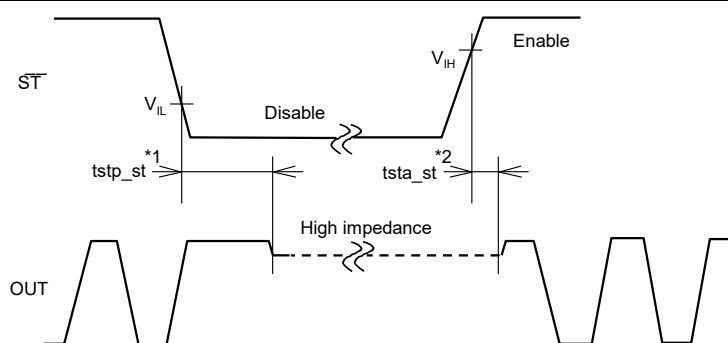 Enable
VIH
ST
VIL
Disable
tstp_st *1
tsta_st *2
High impedance
OUT